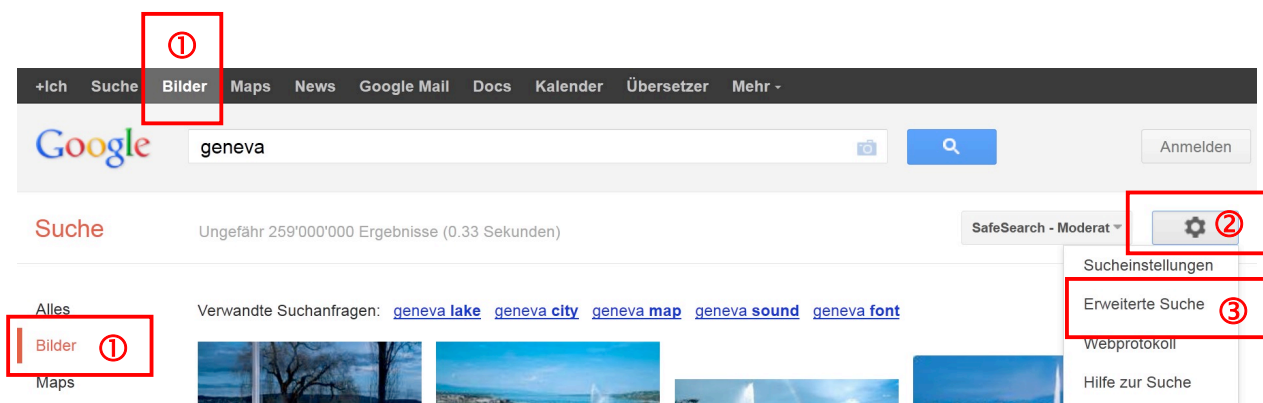 ①
+Ich Suche Bilder Maps News Google Mail Docs Kalender Übersetzer Mehr
Google geneva Anmelden
Suche Ungefähr 259'000'000 Ergebnisse (0.33 Sekunden) SafeSearch - Moderat ②
Sucheinstellungen
Alles Verwandte Suchanfragen: geneva lake geneva city geneva map geneva sound geneva font Erweiterte Suche ③
Bilder ① Webprotokoll
Maps Hilfe zur Suche